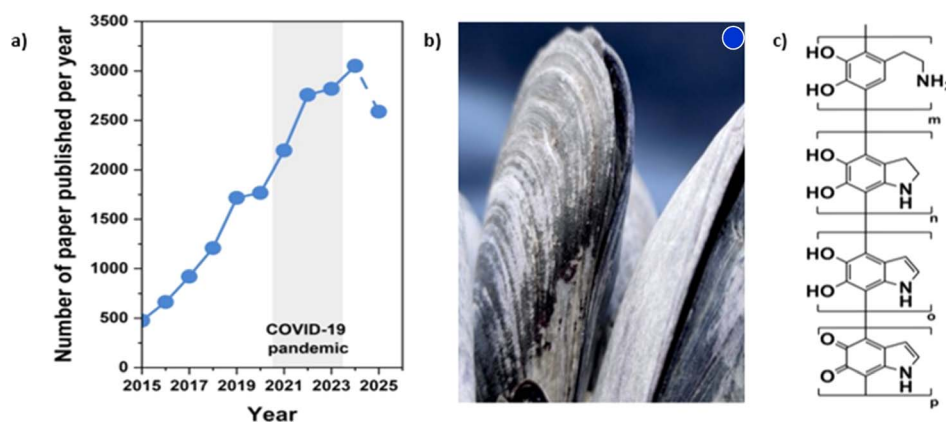 a)
Number of paper published per year
3500
3000
2500
2000
1500
1000
500
0
COVID-19
pandemic
2015 2017 2019 2021 2023 2025
Year
b)
c)
HO
HO
NH2
m
HO
HO
N
H
n
HO
HO
N
H
o
O
O
N
H
p